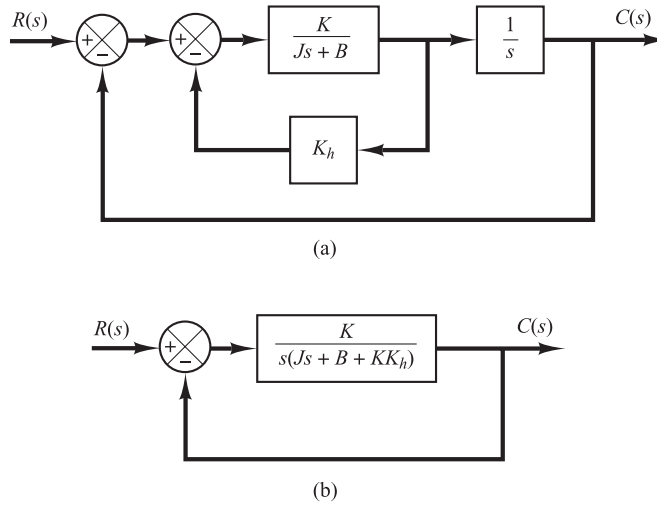 R(s)
+
−
+
−
K
Js + B
1
s
C(s)
K_h
(a)
R(s)
+
−
K
s(Js + B + KK_h)
C(s)
(b)